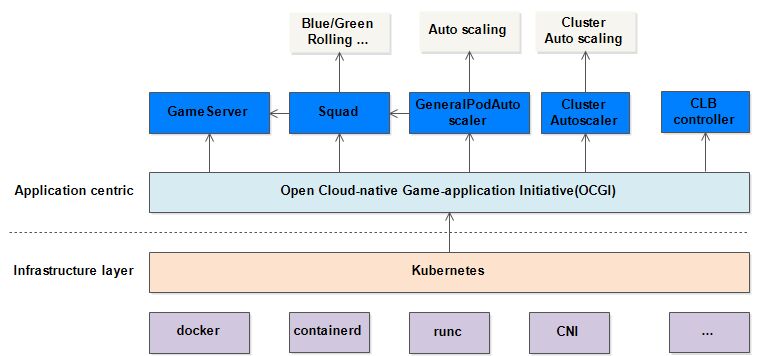 Blue/Green
Rolling ...
Auto scaling
Cluster
Auto scaling
GameServer
Squad
GeneralPodAuto
scaler
Cluster
Autoscaler
CLB
controller
Application centric
Open Cloud-native Game-application Initiative(OCGI)
Infrastructure layer
Kubernetes
docker
containerd
runc
CNI
...